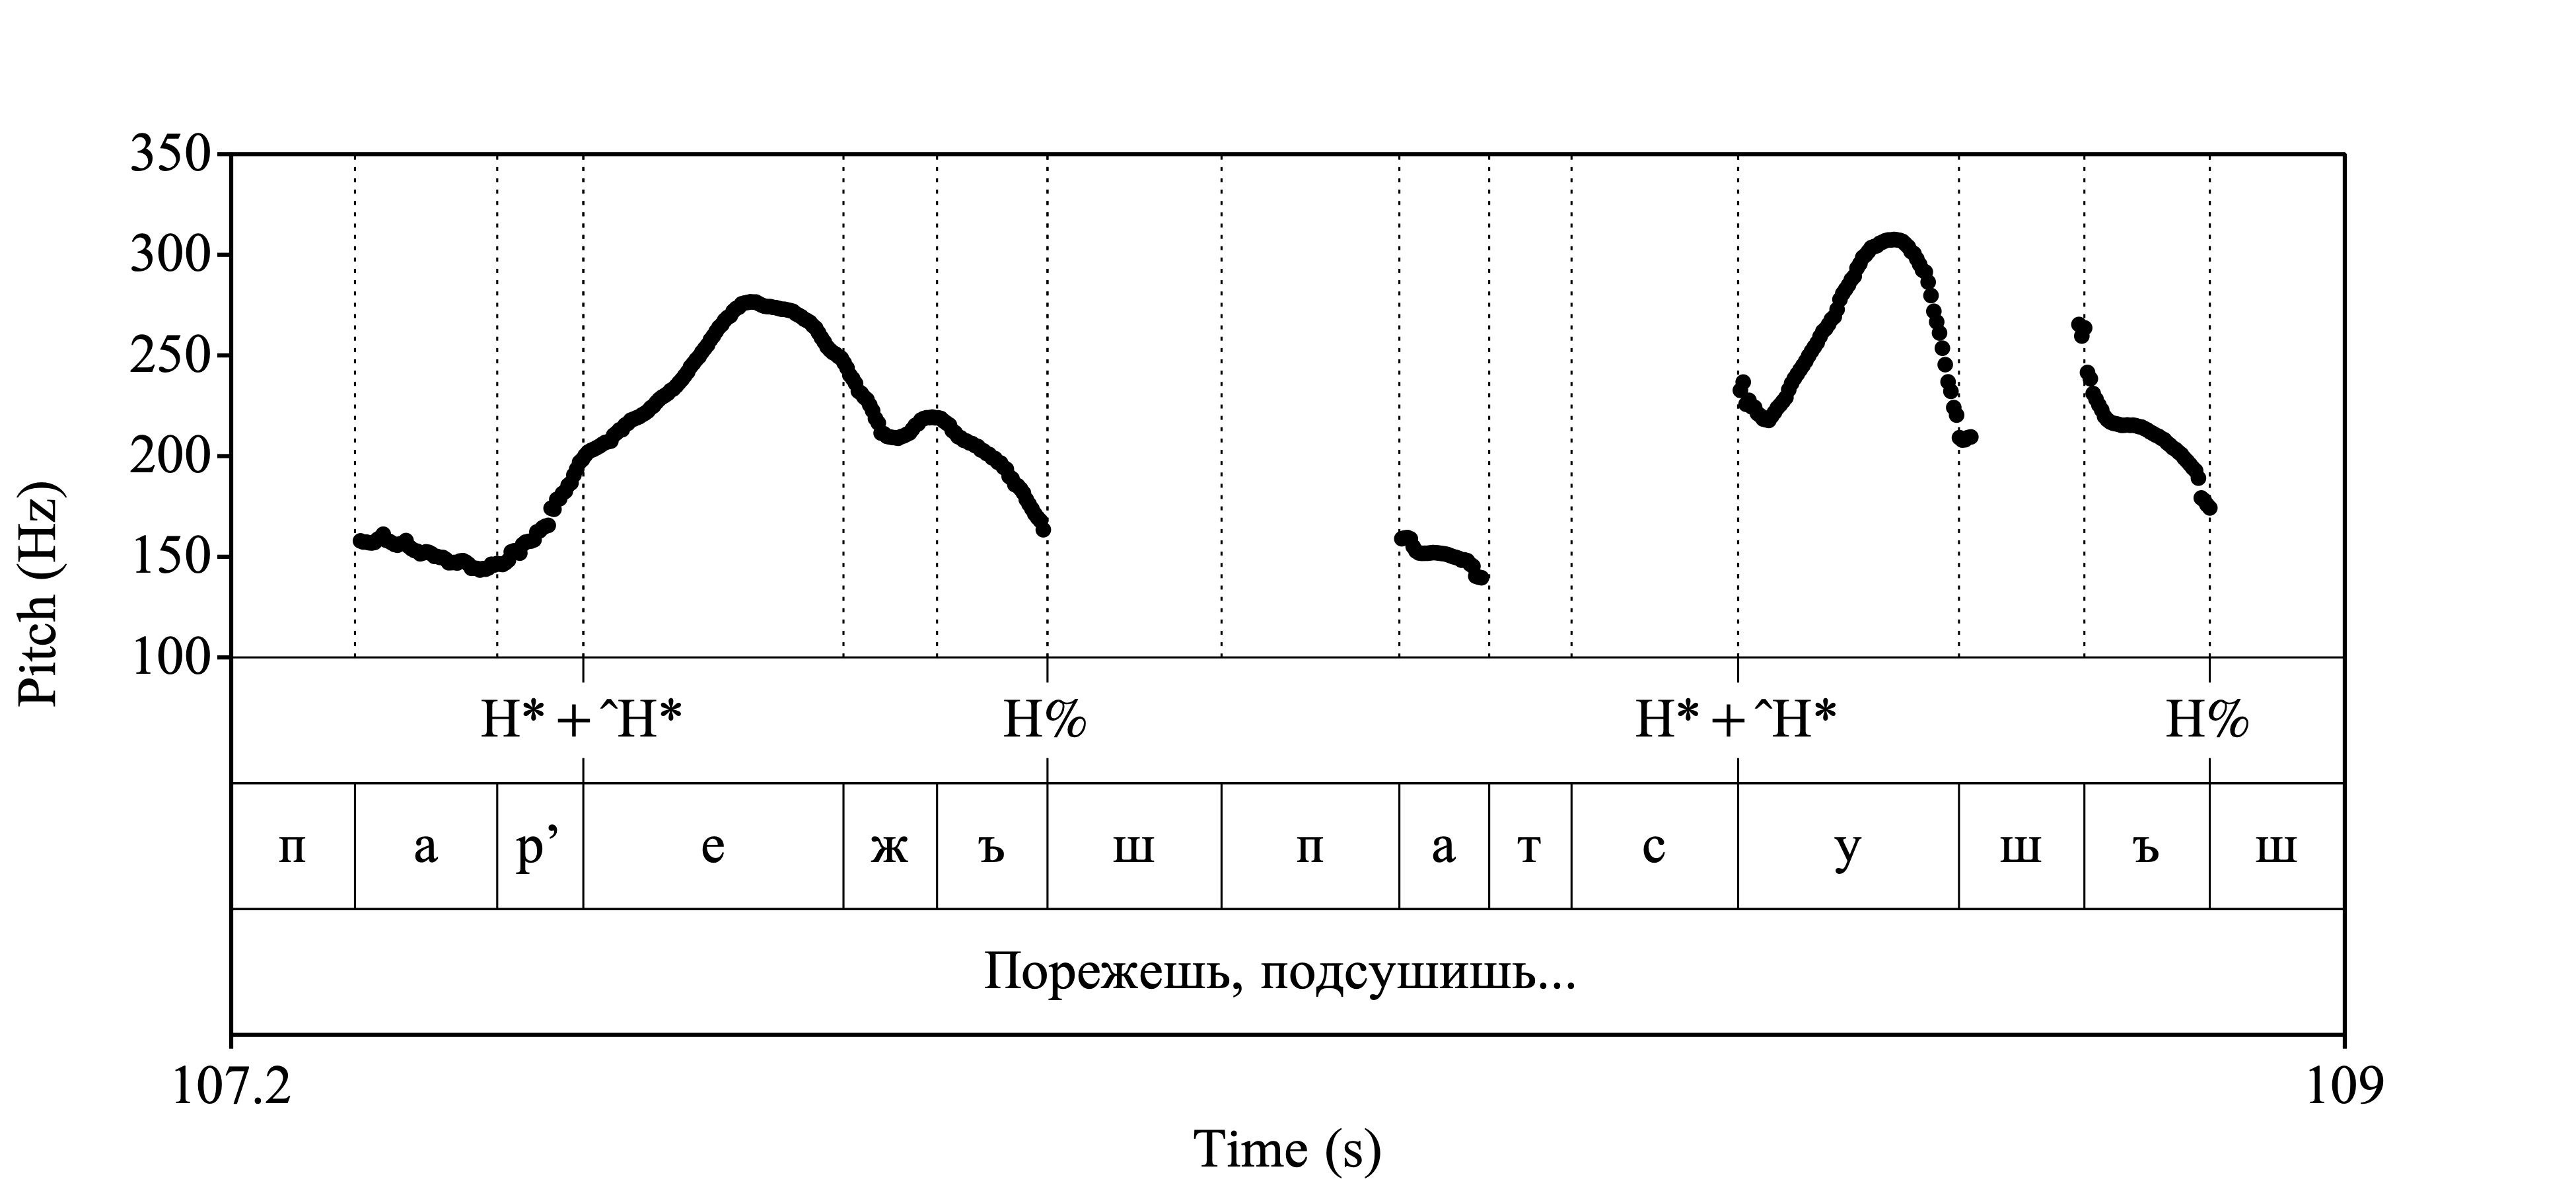 350
300
250
200
150
100
Pitch (Hz)
H* + ˆH* H% H* + ˆH* H%
п а р’ е ж ъ ш п а т с у ш ъ ш
Порежешь, подсушишь...
107.2 109
Time (s)